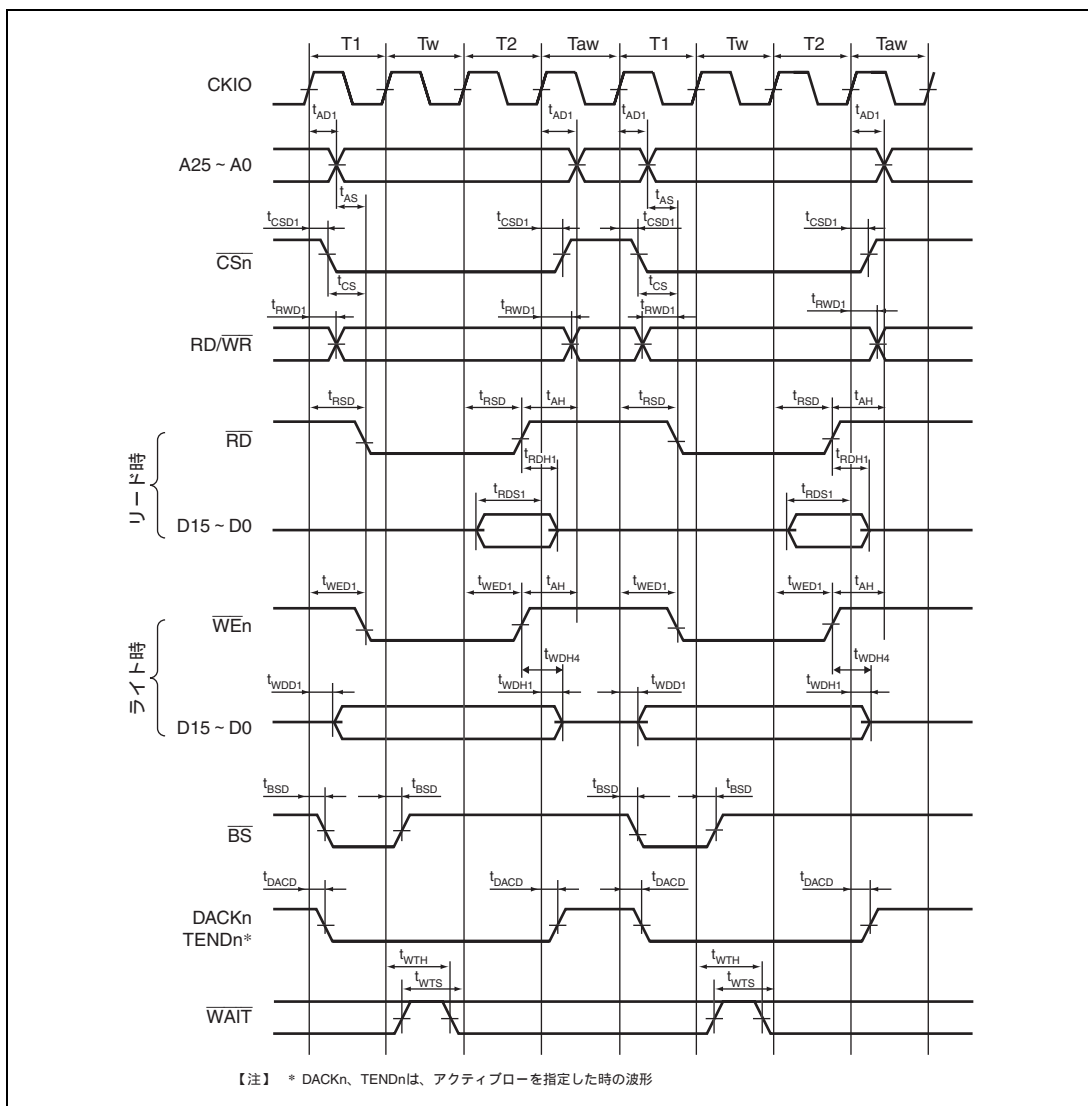 T1 Tw T2 Taw T1 Tw T2 Taw
CKIO
tAD1 tAD1 tAD1 tAD1
A25 ~ A0
tAS tAS
tCSD1 tCSD1 tCSD1 tCSD1
CSn
tCS tCS
tRWD1 tRWD1 tRWD1 tRWD1
RD/WR
tRSD tRSD tAH tRSD tRSD tAH
RD
tRDH1 tRDH1
リード時
tRDS1 tRDS1
D15 ~ D0
tWED1 tWED1 tAH tWED1 tWED1 tAH
WEn
tWDH4 tWDH4
ライト時
tWDD1 tWDH1 tWDD1 tWDH1
D15 ~ D0
tBSD tBSD tBSD tBSD
BS
tDACD tDACD tDACD tDACD
DACKn
TENDn*
tWTH tWTH
tWTS tWTS
WAIT
【注】 * DACKn、TENDnは、アクティブローを指定した時の波形